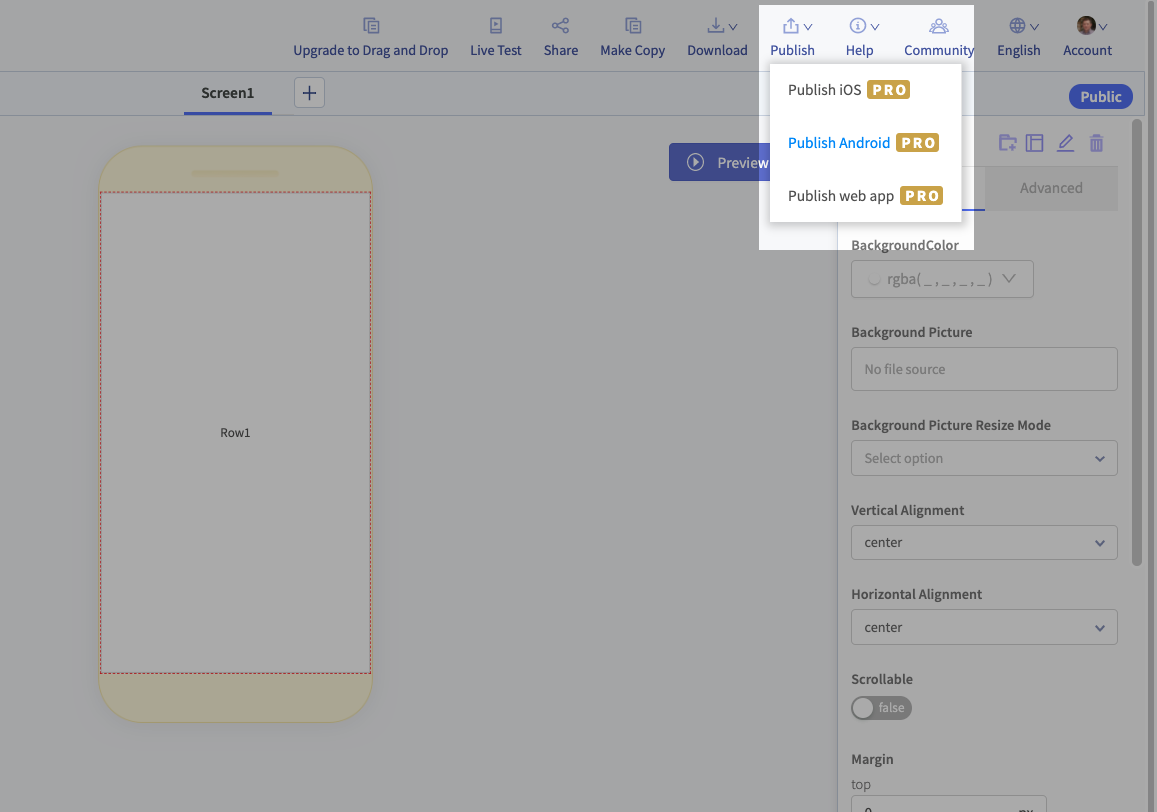 Upgrade to Drag and Drop
Live Test
Share
Make Copy
Download
Publish
Help
Community
English
Account
Screen1
Public
Publish iOS PRO
Publish Android PRO
Publish web app PRO
Preview
Advanced
BackgroundColor
rgba( _ , _ , _ , _ )
Background Picture
No file source
Background Picture Resize Mode
Select option
Vertical Alignment
center
Row1
Horizontal Alignment
center
Scrollable
false
Margin
top
0 px